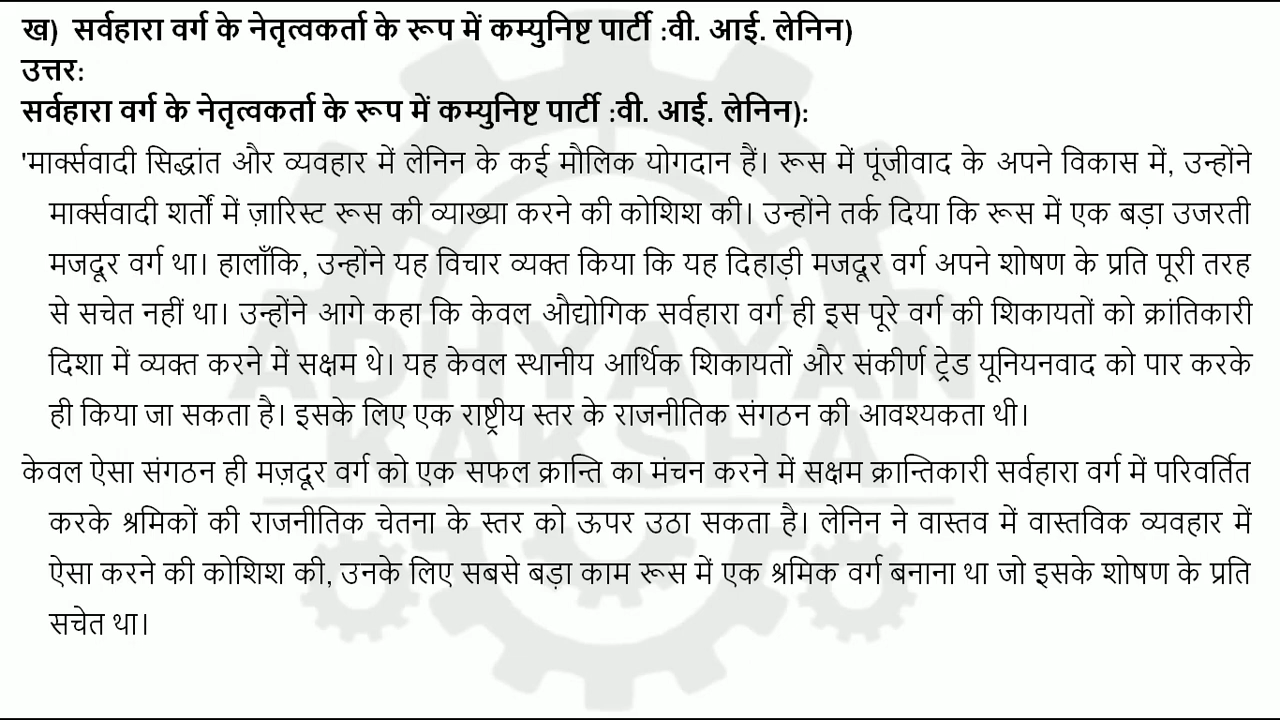 ख) सर्वहारा वर्ग के नेतृत्वकर्ता के रूप में कम्युनिष्ट पार्टी :वी. आई. लेनिन)
उत्तर:
सर्वहारा वर्ग के नेतृत्वकर्ता के रूप में कम्युनिष्ट पार्टी :वी. आई. लेनिन):
'मार्क्सवादी सिद्धांत और व्यवहार में लेनिन के कई मौलिक योगदान हैं। रूस में पूंजीवाद के अपने विकास में, उन्होंने
मार्क्सवादी शर्तों में ज़ारिस्ट रूस की व्याख्या करने की कोशिश की। उन्होंने तर्क दिया कि रूस में एक बड़ा उजरती
मजदूर वर्ग था। हालाँकि, उन्होंने यह विचार व्यक्त किया कि यह दिहाड़ी मजदूर वर्ग अपने शोषण के प्रति पूरी तरह
से सचेत नहीं था। उन्होंने आगे कहा कि केवल औद्योगिक सर्वहारा वर्ग ही इस पूरे वर्ग की शिकायतों को क्रांतिकारी
दिशा में व्यक्त करने में सक्षम थे। यह केवल स्थानीय आर्थिक शिकायतों और संकीर्ण ट्रेड यूनियनवाद को पार करके
ही किया जा सकता है। इसके लिए एक राष्ट्रीय स्तर के राजनीतिक संगठन की आवश्यकता थी।
केवल ऐसा संगठन ही मज़दूर वर्ग को एक सफल क्रान्ति का मंचन करने में सक्षम क्रान्तिकारी सर्वहारा वर्ग में परिवर्तित
करके श्रमिकों की राजनीतिक चेतना के स्तर को ऊपर उठा सकता है। लेनिन ने वास्तव में वास्तविक व्यवहार में
ऐसा करने की कोशिश की, उनके लिए सबसे बड़ा काम रूस में एक श्रमिक वर्ग बनाना था जो इसके शोषण के प्रति
सचेत था।
ADHYAYAN
KAKSHA